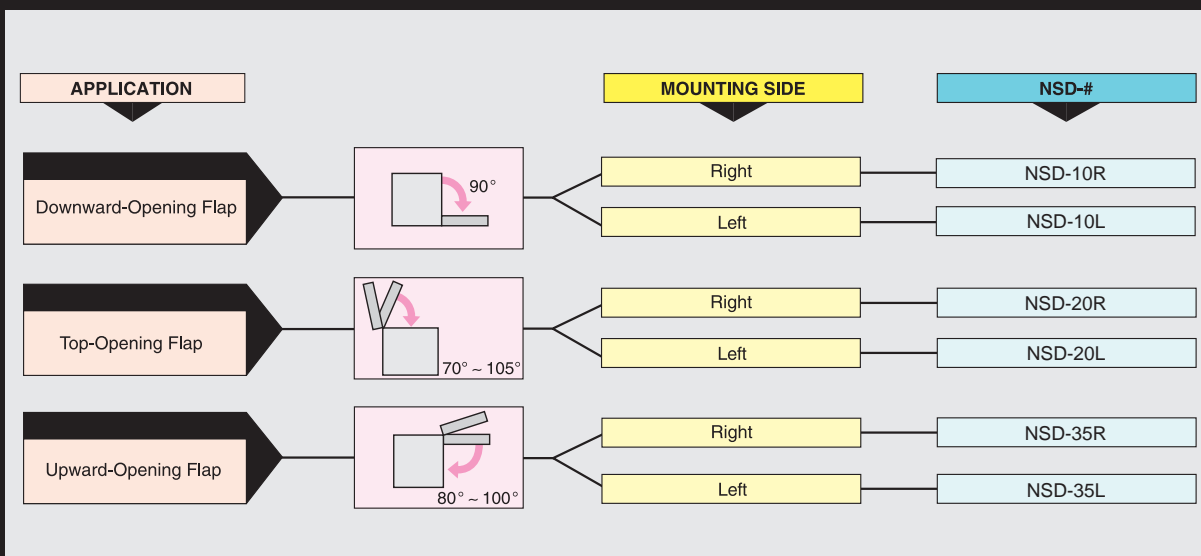 APPLICATION
MOUNTING SIDE
NSD-#
Downward-Opening Flap
90°
Right
NSD-10R
Left
NSD-10L
Top-Opening Flap
70° ~ 105°
Right
NSD-20R
Left
NSD-20L
Upward-Opening Flap
80° ~ 100°
Right
NSD-35R
Left
NSD-35L